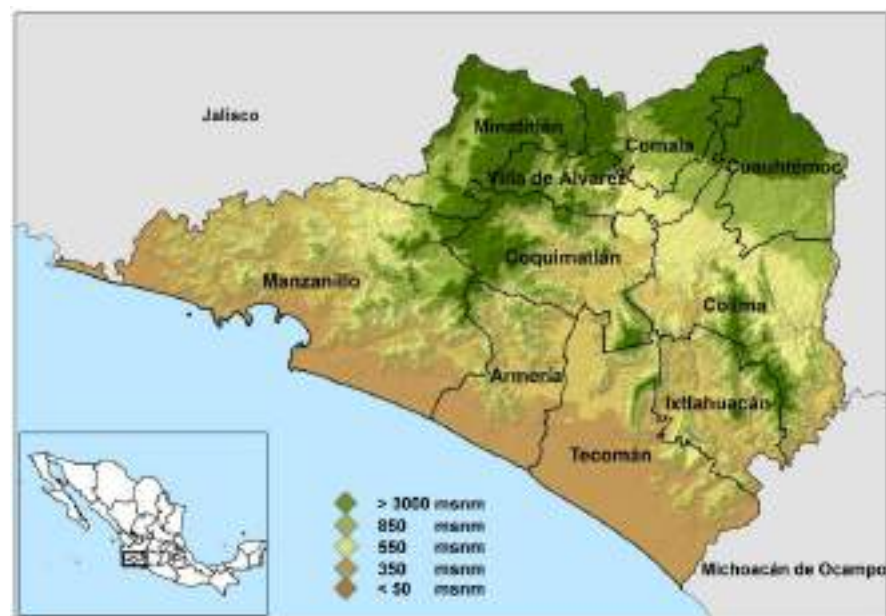 Jalisco
Minatitlán
Comala
Cuauhtémoc
Villa de Álvarez
Coquimatlán
Manzanillo
Colima
Armería
Ixtlahuacán
Tecomán
> 3000 msnm
850 msnm
550 msnm
350 msnm
< 50 msnm
Michoacán de Ocampo